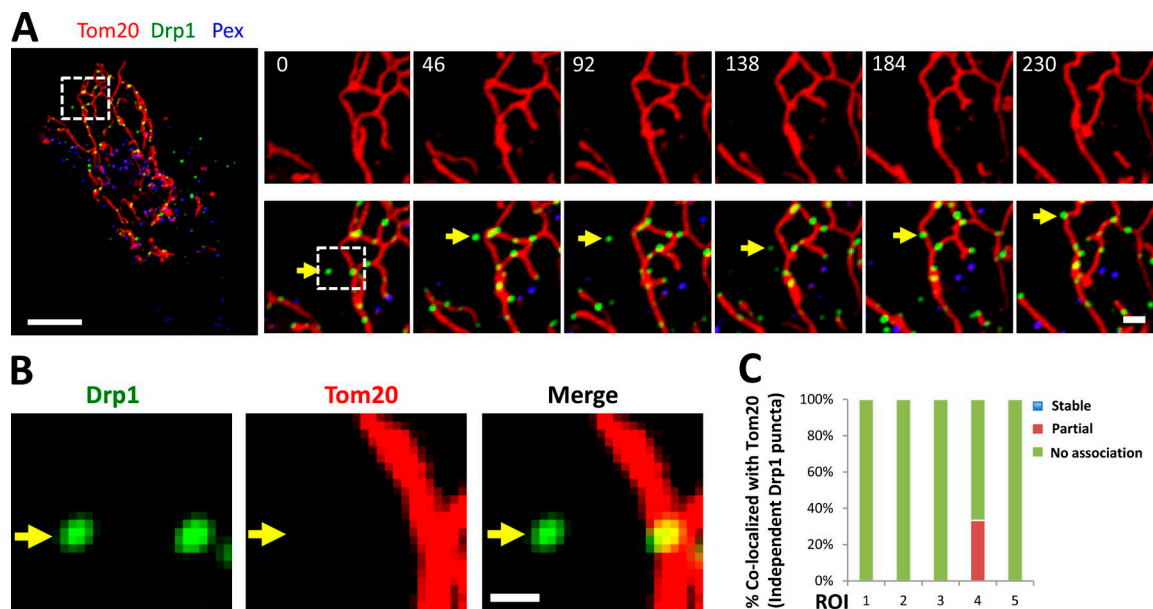 A
Tom20 Drp1 Pex
0 46 92 138 184 230
B
Drp1 Tom20 Merge
C
% Co-localized with Tom20
(Independent Drp1 puncta)
100%
80%
60%
40%
20%
0%
ROI 1 2 3 4 5
Stable
Partial
No association